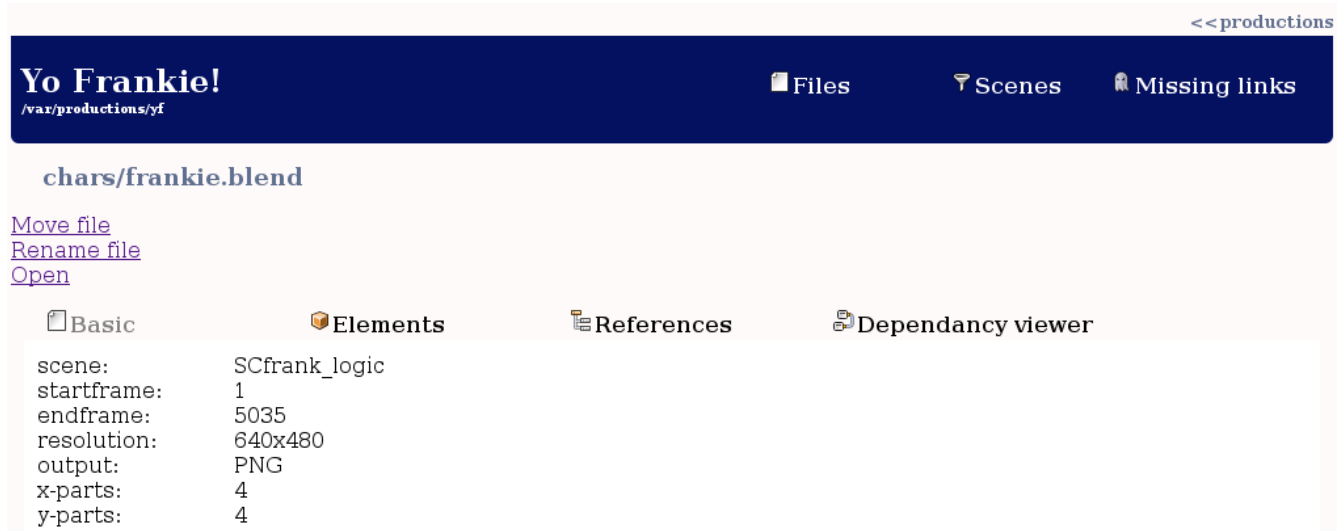 <<productions
Yo Frankie! Files Scenes Missing links
/var/productions/yf
chars/frankie.blend
Move file
Rename file
Open
Basic Elements References Dependancy viewer
scene: SCfrank_logic
startframe: 1
endframe: 5035
resolution: 640x480
output: PNG
x-parts: 4
y-parts: 4